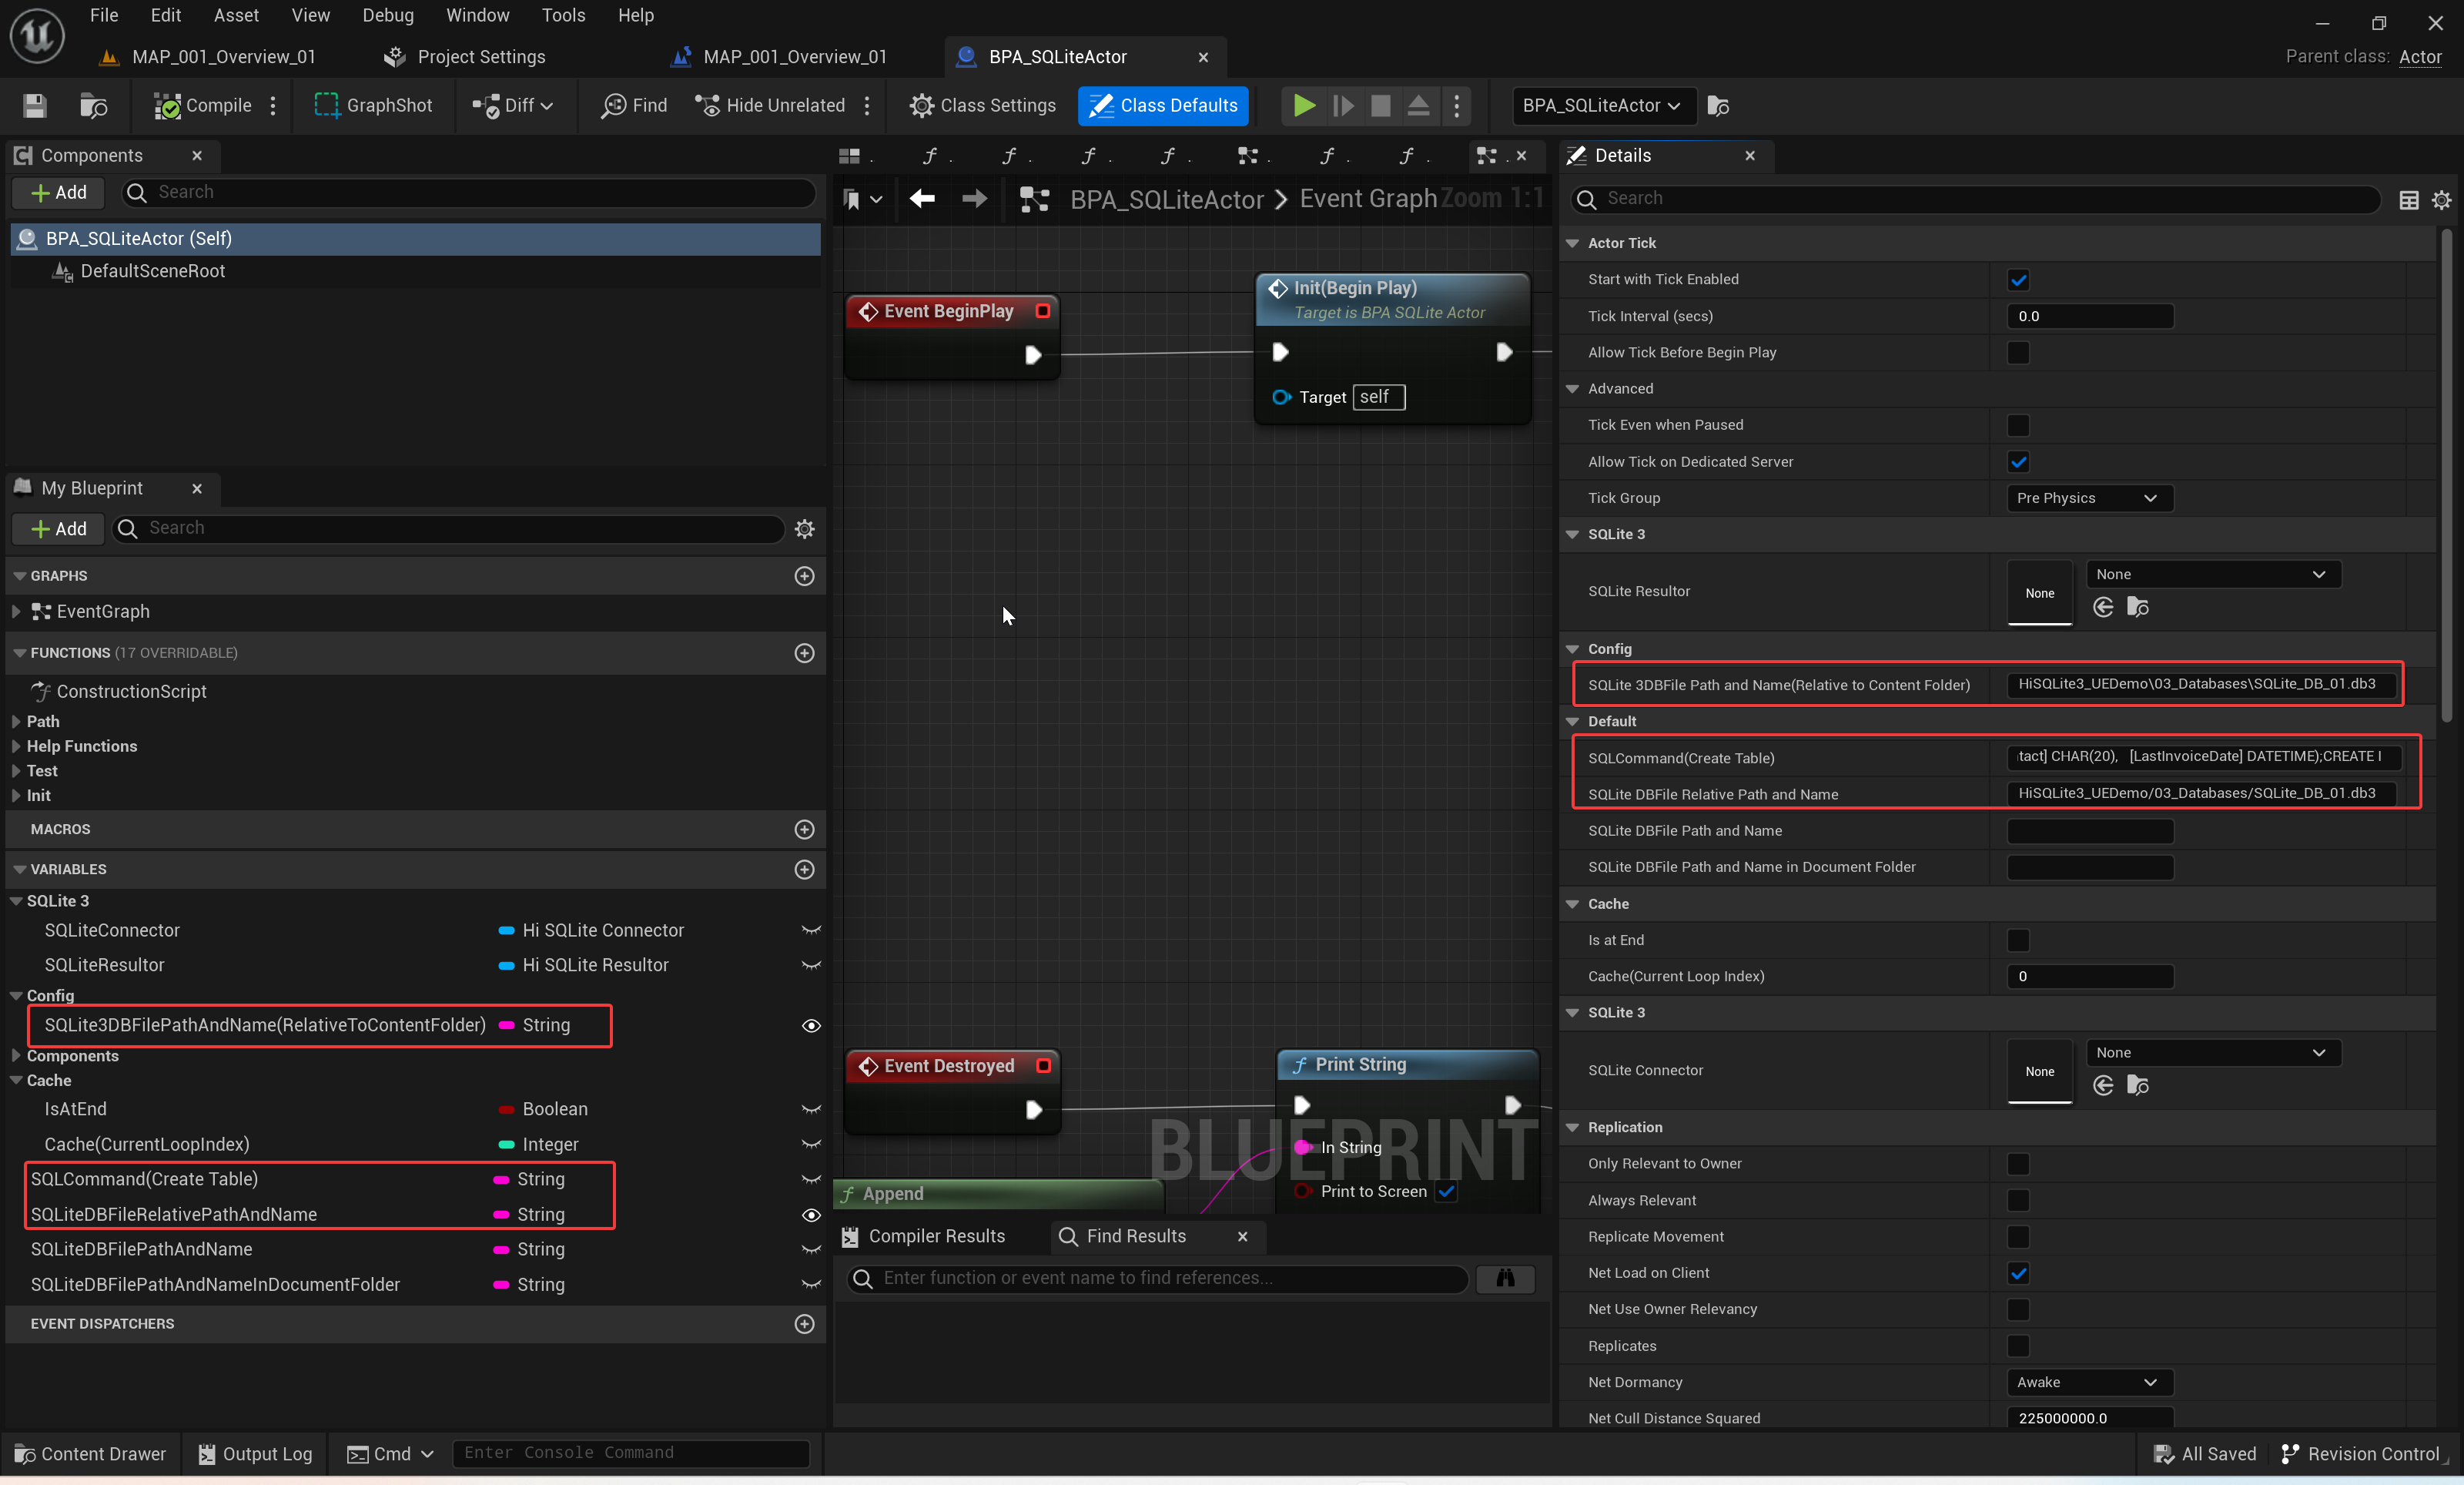 File Edit Asset View Debug Window Tools Help
MAP_001_Overview_01 Project Settings MAP_001_Overview_01 BPA_SQLiteActor Parent class: Actor
Compile GraphShot Diff Find Hide Unrelated Class Settings Class Defaults BPA_SQLiteActor
Components
Add Search
BPA_SQLiteActor (Self)
DefaultSceneRoot
My Blueprint
Add Search
GRAPHS
EventGraph
FUNCTIONS (17 OVERRIDABLE)
ConstructionScript
Path
Help Functions
Test
Init
MACROS
VARIABLES
SQLite 3
SQLiteConnector Hi SQLite Connector
SQLiteResultor Hi SQLite Resultor
Config
SQLite3DBFilePathAndName(RelativeToContentFolder) String
Components
Cache
IsAtEnd Boolean
Cache(CurrentLoopIndex) Integer
SQLCommand(Create Table) String
SQLiteDBFileRelativePathAndName String
SQLiteDBFilePathAndName String
SQLiteDBFilePathAndNameInDocumentFolder String
EVENT DISPATCHERS
BPA_SQLiteActor Event Graph Zoom 1:1
Event BeginPlay
Init(Begin Play)
Target is BPA SQLite Actor
Target self
Event Destroyed
Print String
In String
Print to Screen
Append
BLUEPRINT
Compiler Results Find Results
Enter function or event name to find references...
Details
Search
Actor Tick
Start with Tick Enabled
Tick Interval (secs) 0.0
Allow Tick Before Begin Play
Advanced
Tick Even when Paused
Allow Tick on Dedicated Server
Tick Group Pre Physics
SQLite 3
SQLite Resultor None None
Config
SQLite 3DBFile Path and Name(Relative to Content Folder) HiSQLite3_UEDemo\03_Databases\SQLite_DB_01.db3
Default
SQLCommand(Create Table) tact] CHAR(20), [LastInvoiceDate] DATETIME);CREATE I
SQLite DBFile Relative Path and Name HiSQLite3_UEDemo/03_Databases/SQLite_DB_01.db3
SQLite DBFile Path and Name
SQLite DBFile Path and Name in Document Folder
Cache
Is at End
Cache(Current Loop Index) 0
SQLite 3
SQLite Connector None None
Replication
Only Relevant to Owner
Always Relevant
Replicate Movement
Net Load on Client
Net Use Owner Relevancy
Replicates
Net Dormancy Awake
Net Cull Distance Squared 225000000.0
Content Drawer Output Log Cmd Enter Console Command All Saved Revision Control